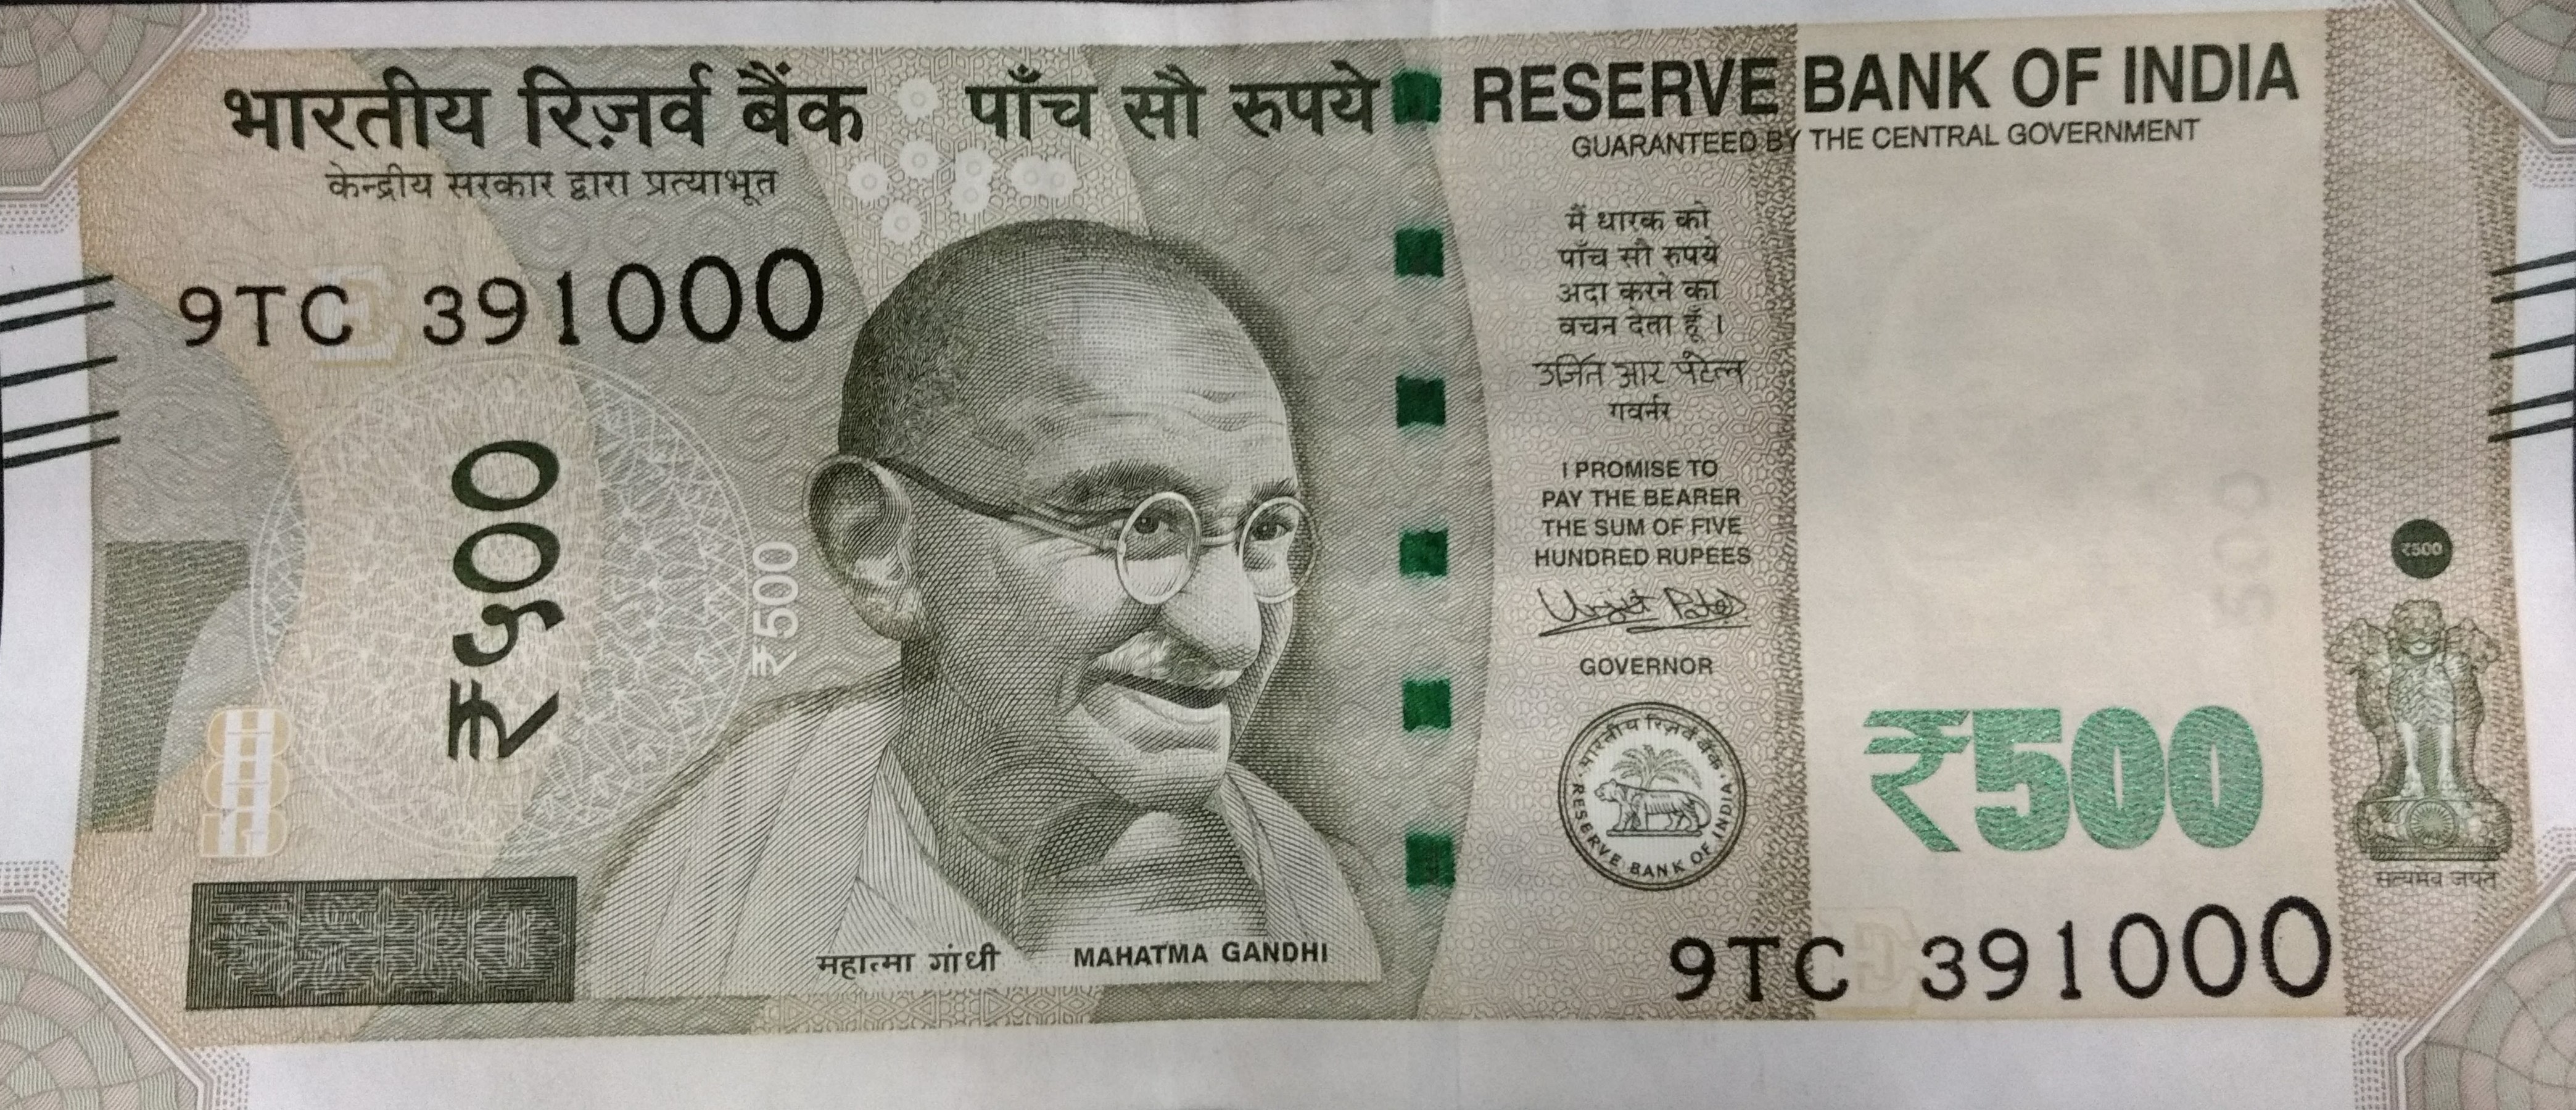 भारतीय रिज़र्व बैंक
केन्द्रीय सरकार द्वारा प्रत्याभूत
पाँच सौ रुपये
RESERVE BANK OF INDIA
GUARANTEED BY THE CENTRAL GOVERNMENT
9TC 391000
₹५००
₹500
मैं धारक को
पाँच सौ रुपये
अदा करने का
वचन देता हूँ ।
उर्जित आर पटेल
गवर्नर
I PROMISE TO
PAY THE BEARER
THE SUM OF FIVE
HUNDRED RUPEES
Urjit Patel
GOVERNOR
भारतीय रिज़र्व बैंक
RESERVE BANK OF INDIA
₹500
₹500
सत्यमेव जयते
महात्मा गांधी
MAHATMA GANDHI
9TC 391000
500